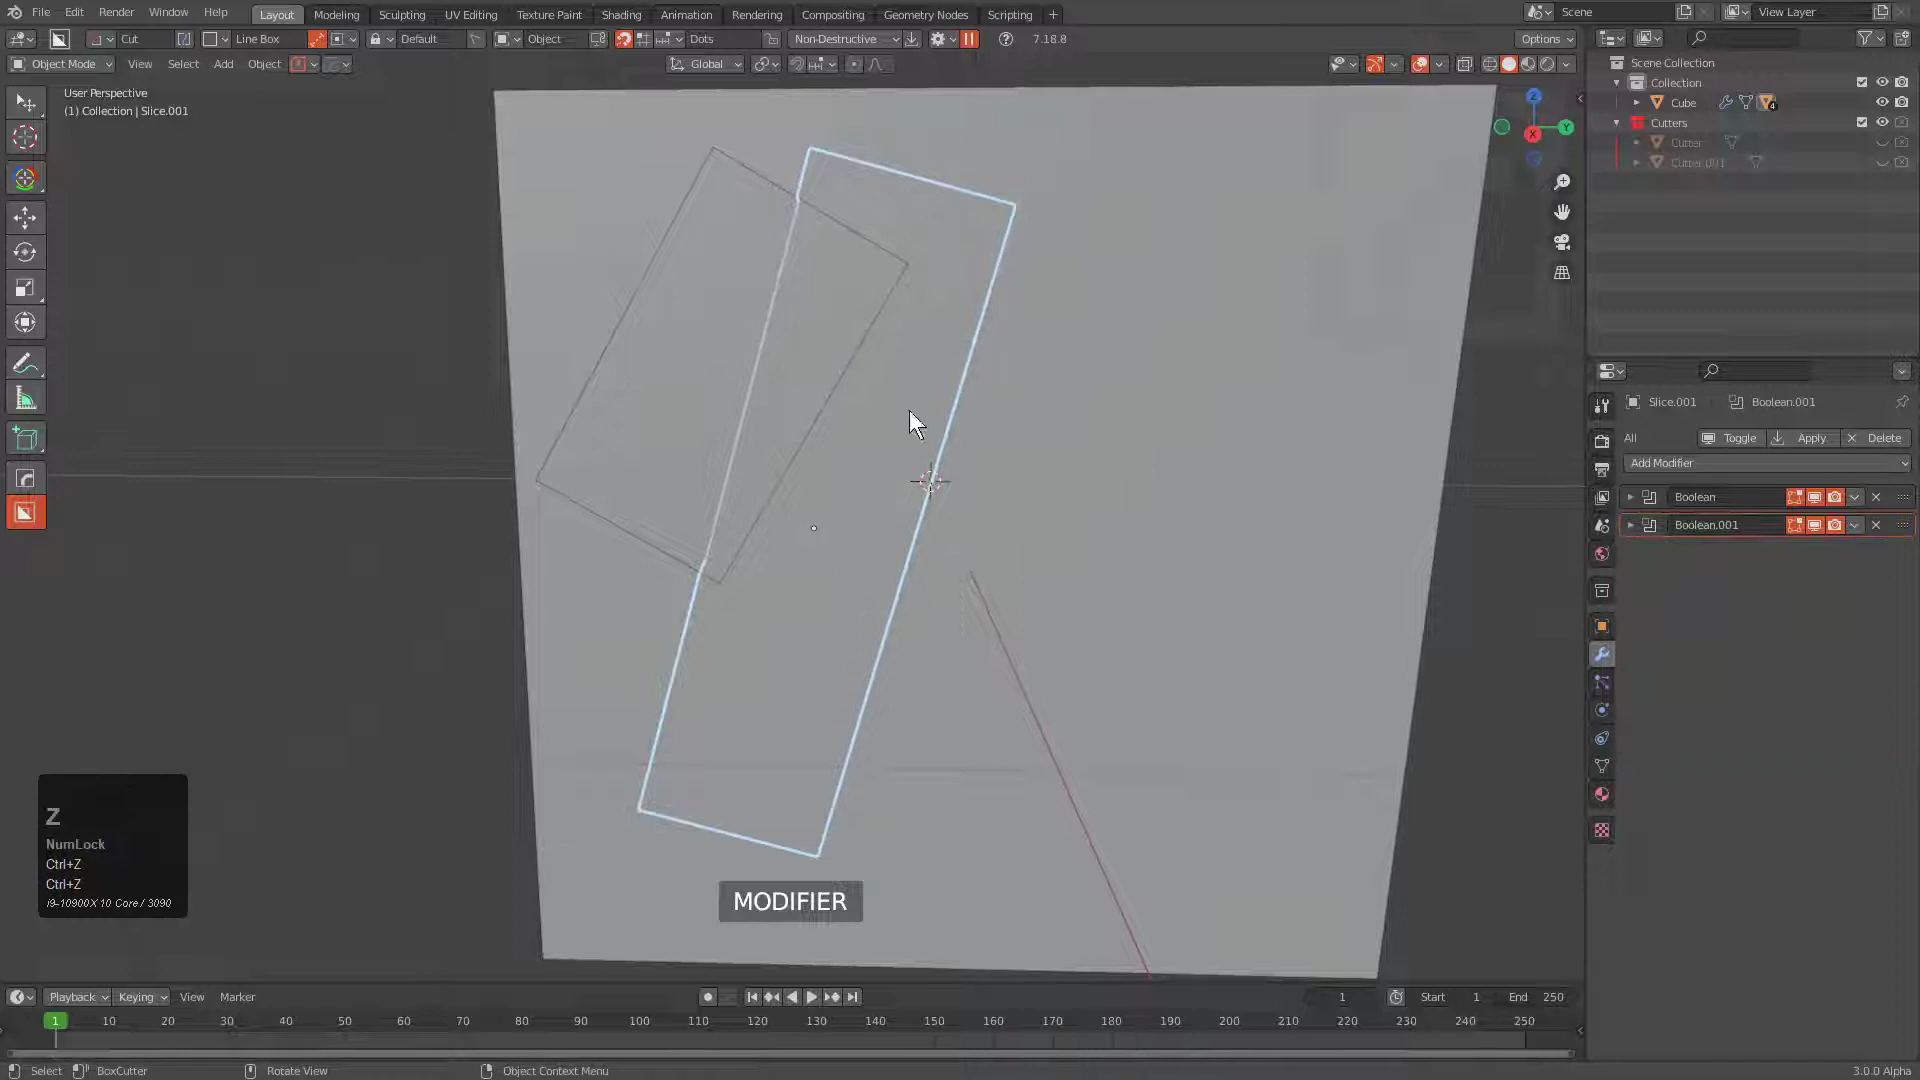 File Edit Render Window Help Layout Modeling Sculpting UV Editing Texture Paint Shading Animation Rendering Compositing Geometry Nodes Scripting + Scene View Layer
Cut Line Box Default Object Dots Non-Destructive 7.18.8 Options
Object Mode View Select Add Object Global
User Perspective
(1) Collection | Slice.001
Scene Collection
Collection
Cube
Cutters
Cutter
Cutter.001
Z
Y
X
Slice.001 Boolean.001
All Toggle Apply Delete
Add Modifier
Boolean
Boolean.001
Z
NumLock
Ctrl+Z
Ctrl+Z
i9-10900X 10 Core / 3090
MODIFIER
Playback Keying View Marker 1 Start 1 End 250
1 10 20 30 40 50 60 70 80 90 100 110 120 130 140 150 160 170 180 190 200 210 220 230 240 250
Select BoxCutter Rotate View Object Context Menu 3.0.0 Alpha